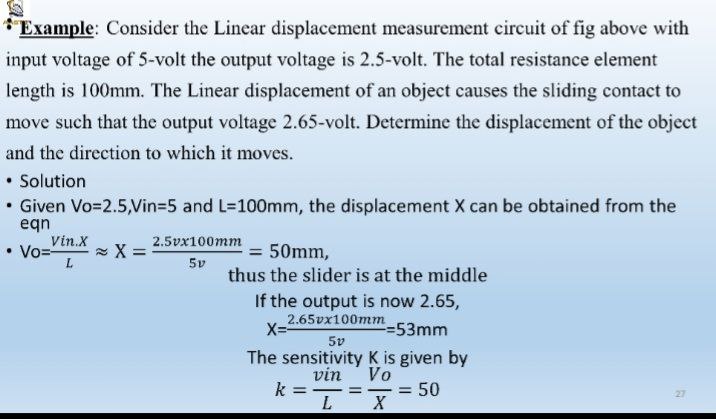 • Example: Consider the Linear displacement measurement circuit of fig above with
input voltage of 5-volt the output voltage is 2.5-volt. The total resistance element
length is 100mm. The Linear displacement of an object causes the sliding contact to
move such that the output voltage 2.65-volt. Determine the displacement of the object
and the direction to which it moves.
• Solution
• Given Vo=2.5,Vin=5 and L=100mm, the displacement X can be obtained from the
eqn
• Vo=Vin.X/L ≈ X = 2.5vx100mm/5v = 50mm,
thus the slider is at the middle
If the output is now 2.65,
X=2.65vx100mm/5v=53mm
The sensitivity K is given by
k = vin/L = Vo/X = 50
27